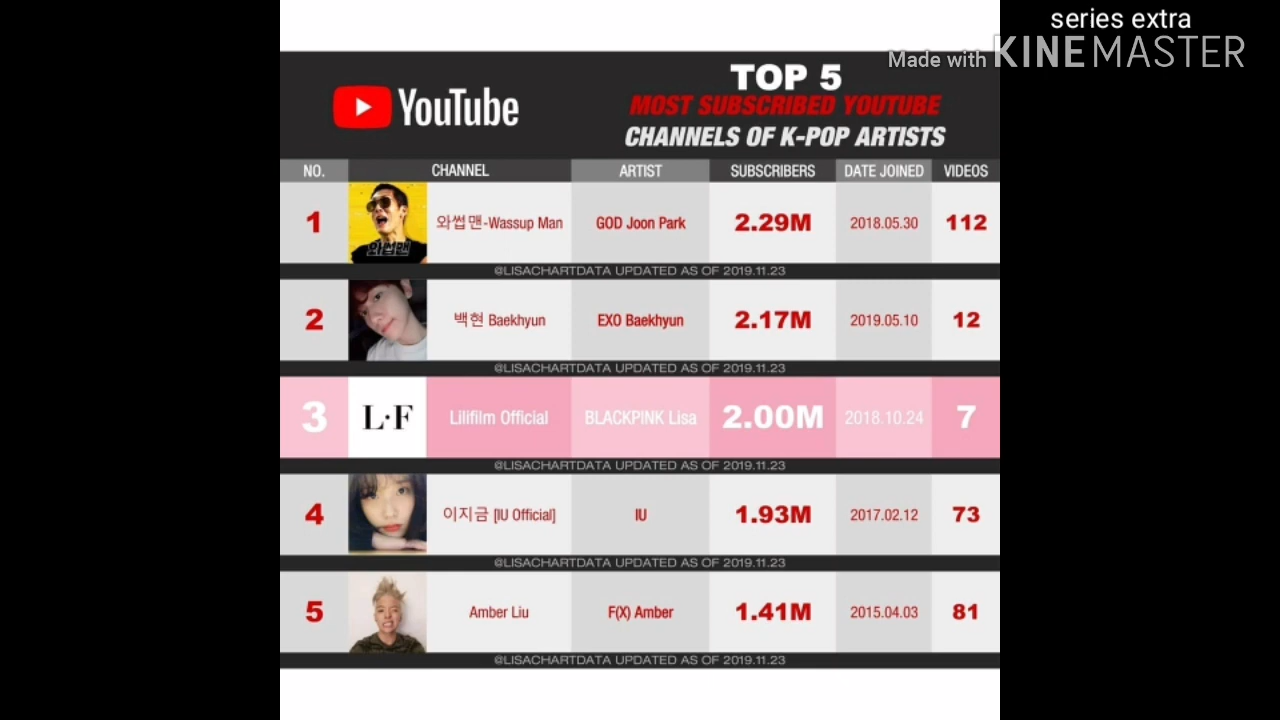 series extra
Made with KINEMASTER
YouTube
TOP 5
MOST SUBSCRIBED YOUTUBE
CHANNELS OF K-POP ARTISTS
NO. CHANNEL ARTIST SUBSCRIBERS DATE JOINED VIDEOS
와썹맨
1 와썹맨-Wassup Man GOD Joon Park 2.29M 2018.05.30 112
@LISACHARTDATA UPDATED AS OF 2019.11.23
2 백현 Baekhyun EXO Baekhyun 2.17M 2019.05.10 12
@LISACHARTDATA UPDATED AS OF 2019.11.23
3 L·F Lilifilm Official BLACKPINK Lisa 2.00M 2018.10.24 7
@LISACHARTDATA UPDATED AS OF 2019.11.23
4 이지금 [IU Official] IU 1.93M 2017.02.12 73
@LISACHARTDATA UPDATED AS OF 2019.11.23
5 Amber Liu F(X) Amber 1.41M 2015.04.03 81
@LISACHARTDATA UPDATED AS OF 2019.11.23